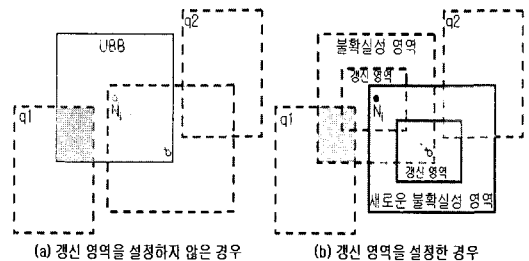 q2
UBB
q1
Ni
(a) 갱신 영역을 설정하지 않은 경우
q2
불확실성 영역
갱신 영역
q1
Ni
갱신 영역
새로운 불확실성 영역
(b) 갱신 영역을 설정한 경우